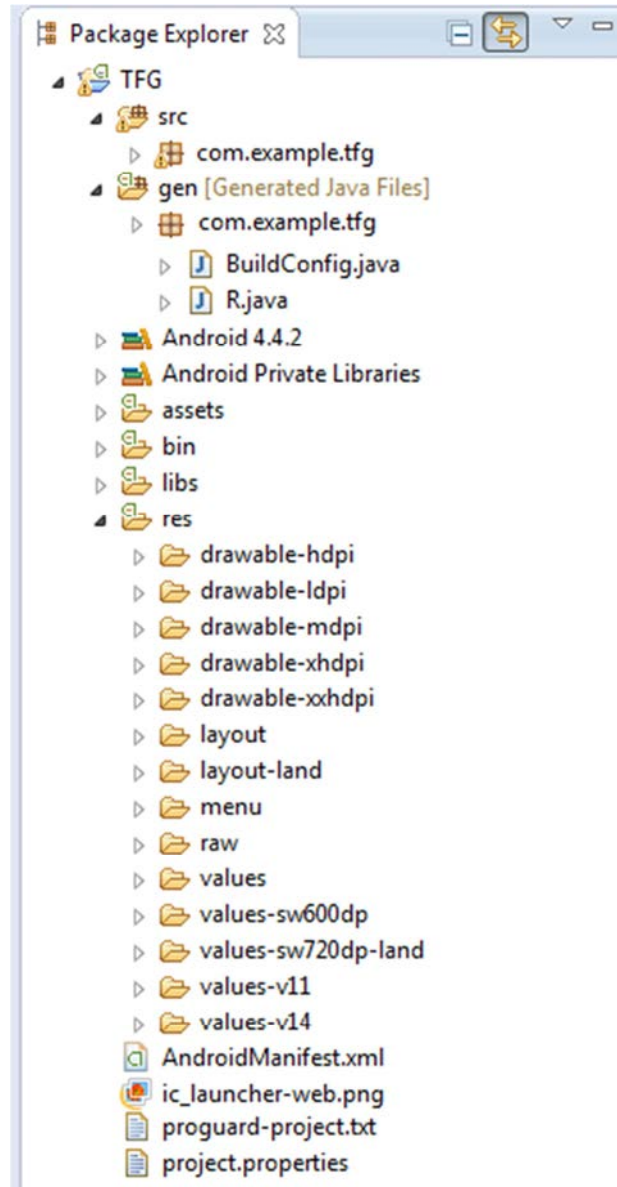 Package Explorer
TFG
src
com.example.tfg
gen [Generated Java Files]
com.example.tfg
BuildConfig.java
R.java
Android 4.4.2
Android Private Libraries
assets
bin
libs
res
drawable-hdpi
drawable-ldpi
drawable-mdpi
drawable-xhdpi
drawable-xxhdpi
layout
layout-land
menu
raw
values
values-sw600dp
values-sw720dp-land
values-v11
values-v14
AndroidManifest.xml
ic_launcher-web.png
proguard-project.txt
project.properties